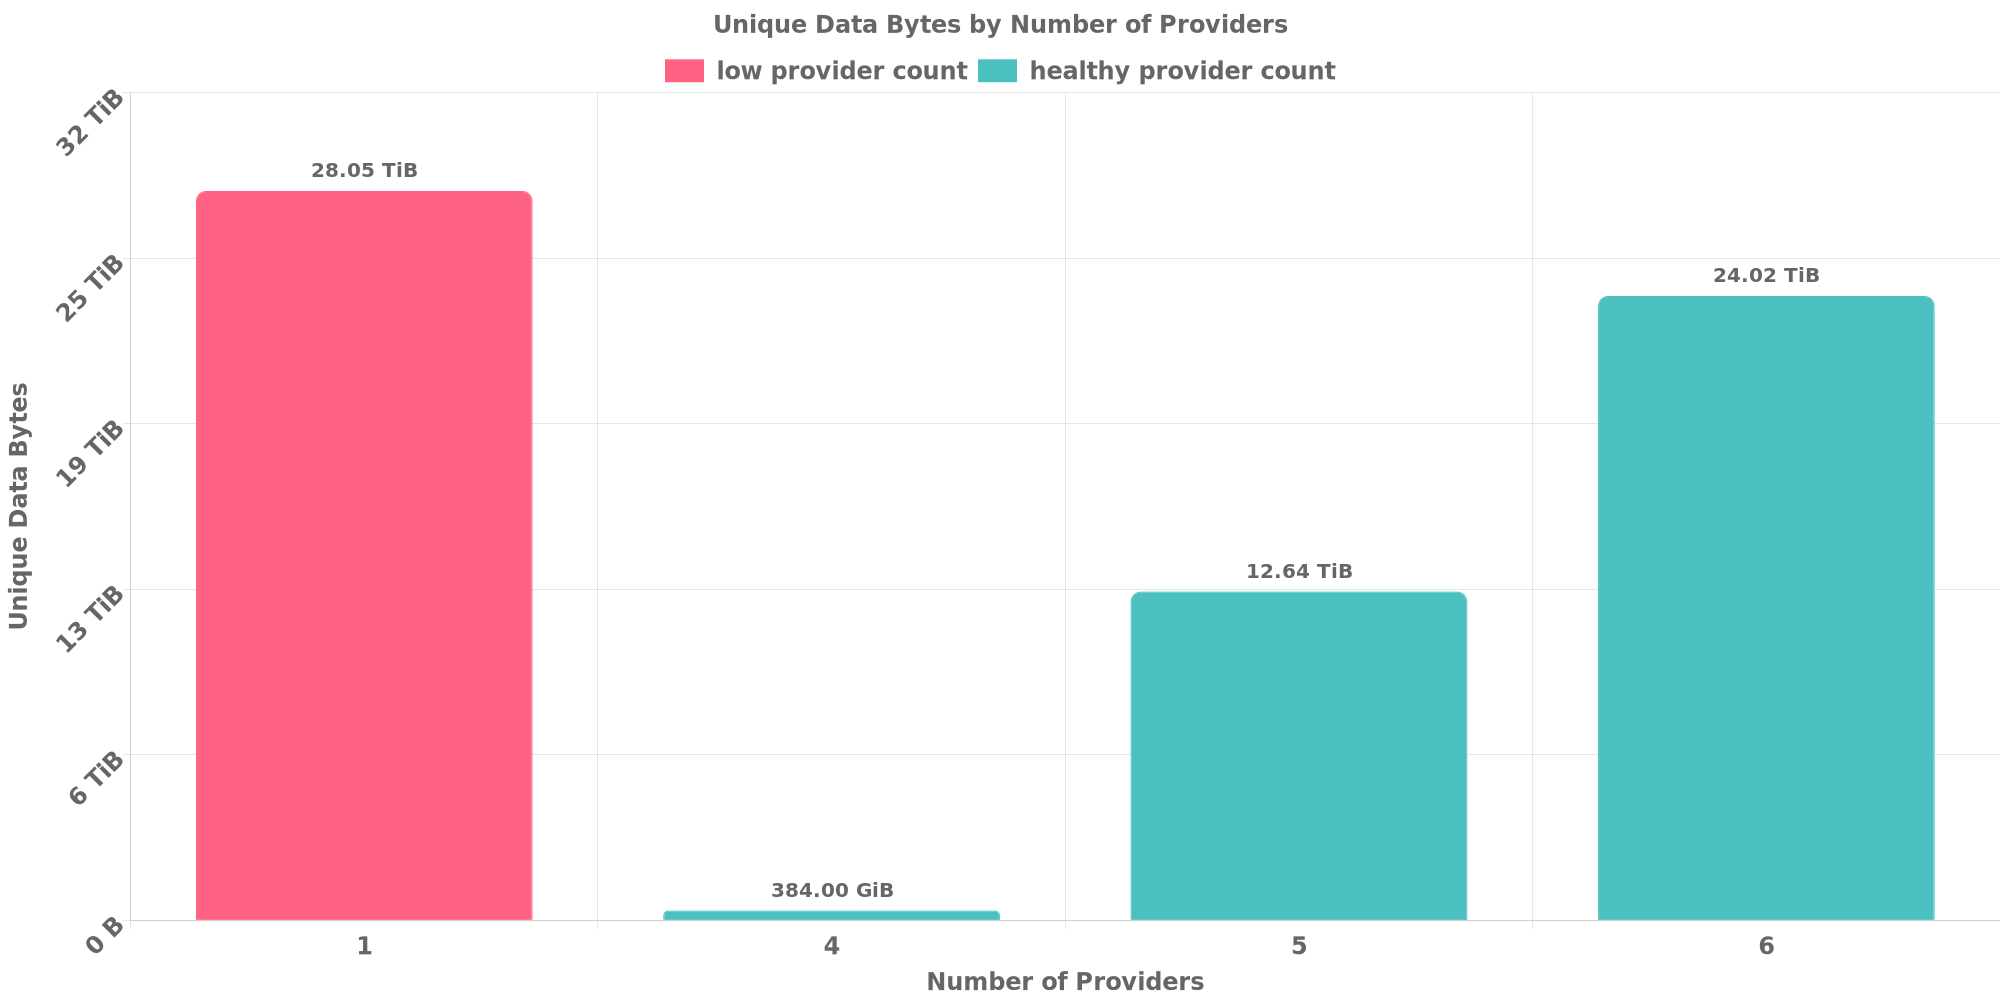 Unique Data Bytes by Number of Providers
low provider count healthy provider count
32 TiB
25 TiB
19 TiB
13 TiB
6 TiB
0 B
Unique Data Bytes
28.05 TiB
384.00 GiB
12.64 TiB
24.02 TiB
1 4 5 6
Number of Providers